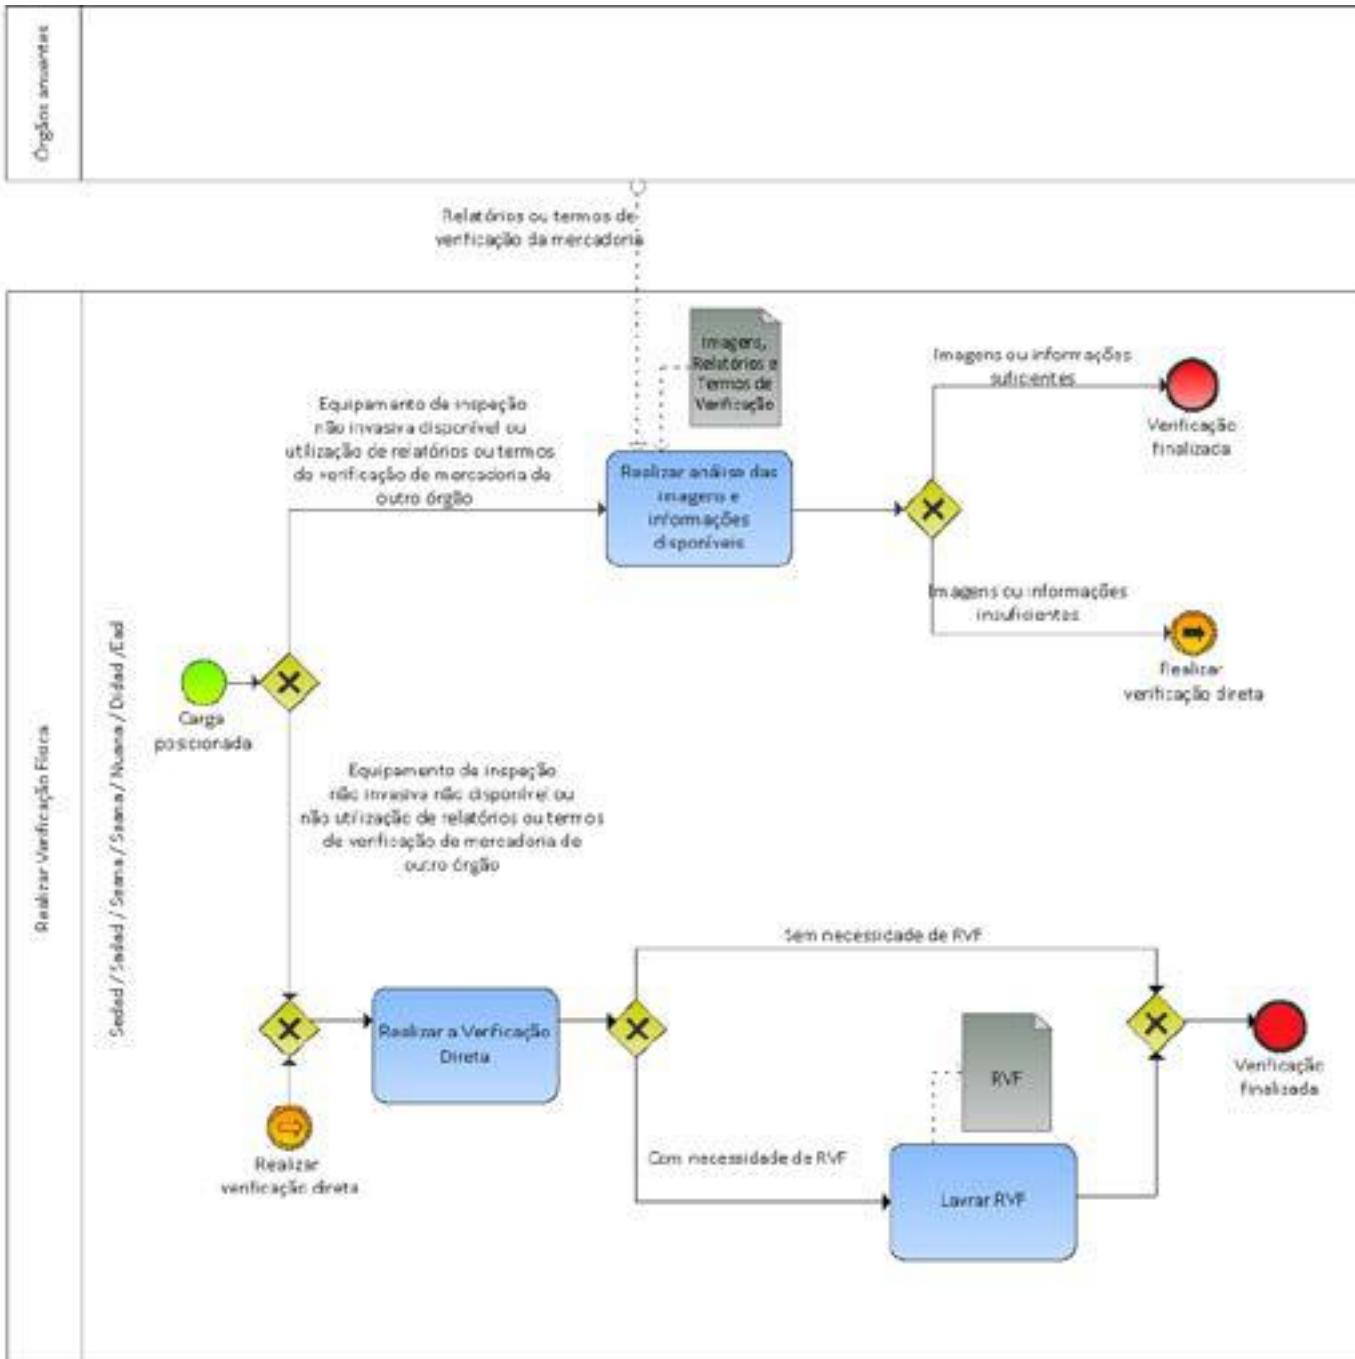 Órgãos anuentes
Relatórios ou termos de
verificação da mercadoria
Realizar Verificação Física
Imagens,
Relatórios e
Termos de
Verificação
Imagens ou informações
suficientes
Verificação
finalizada
Equipamento de inspeção
não invasiva disponível ou
utilização de relatórios ou termos
de verificação de mercadoria de
outro órgão
Realizar análise das
imagens e
informações
disponíveis
Imagens ou informações
insuficientes
Realizar
verificação direta
Carga
posicionada
Equipamento de inspeção
não invasiva não disponível ou
não utilização de relatórios ou termos
de verificação de mercadoria de
outro órgão
Sem necessidade de RVF
Realizar a Verificação
Direta
RVF
Verificação
finalizada
Realizar
verificação direta
Com necessidade de RVF
Lavrar RVF